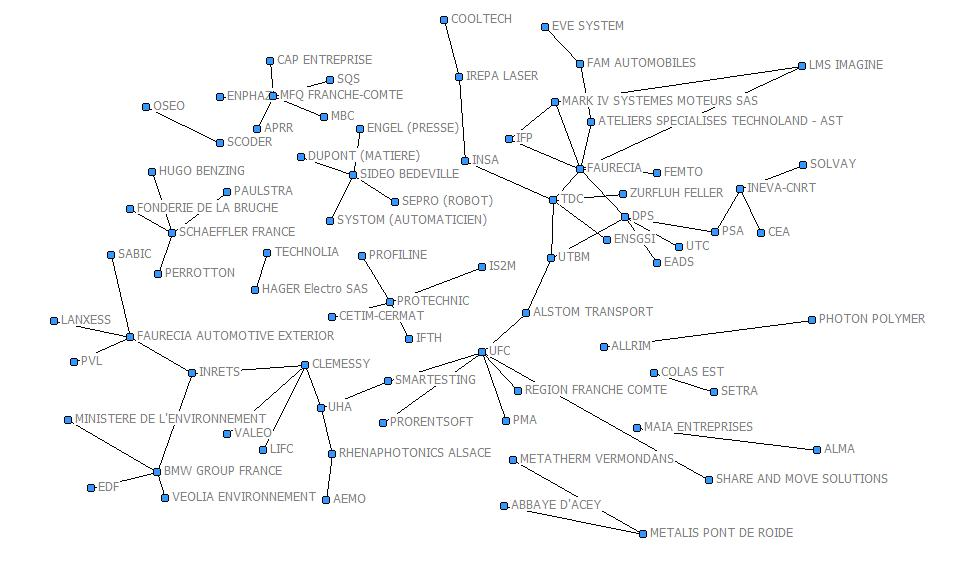 COOLTECH
EVE SYSTEM
CAP ENTREPRISE
FAM AUTOMOBILES
LMS IMAGINE
IREPA LASER
SQS
ENPHAZ
MFQ FRANCHE-COMTE
MARK IV SYSTEMES MOTEURS SAS
OSEO
MBC
ATELIERS SPECIALISES TECHNOLAND - AST
APRR
ENGEL (PRESSE)
IFP
SCODER
DUPONT (MATIERE)
INSA
SOLVAY
HUGO BENZING
SIDEO BEDEVILLE
FAURECIA
FEMTO
PAULSTRA
INEVA-CNRT
ZURFLUH FELLER
TDC
SEPRO (ROBOT)
FONDERIE DE LA BRUCHE
DPS
SYSTOM (AUTOMATICIEN)
SCHAEFFLER FRANCE
PSA
CEA
ENSGSI
UTC
SABIC
TECHNOLIA
PROFILINE
UTBM
EADS
IS2M
PERROTTON
HAGER Electro SAS
PROTECHNIC
ALSTOM TRANSPORT
CETIM-CERMAT
LANXESS
PHOTON POLYMER
FAURECIA AUTOMOTIVE EXTERIOR
IFTH
ALLRIM
UFC
PVL
CLEMESSY
INRETS
COLAS EST
SMARTESTING
REGION FRANCHE COMTE
SETRA
UHA
MINISTERE DE L'ENVIRONNEMENT
PRORENTSOFT
PMA
MAIA ENTREPRISES
VALEO
LIFC
ALMA
RHENAPHOTONICS ALSACE
METATHERM VERMONDANS
BMW GROUP FRANCE
SHARE AND MOVE SOLUTIONS
EDF
VEOLIA ENVIRONNEMENT
AEMO
ABBAYE D'ACEY
METALIS PONT DE ROIDE